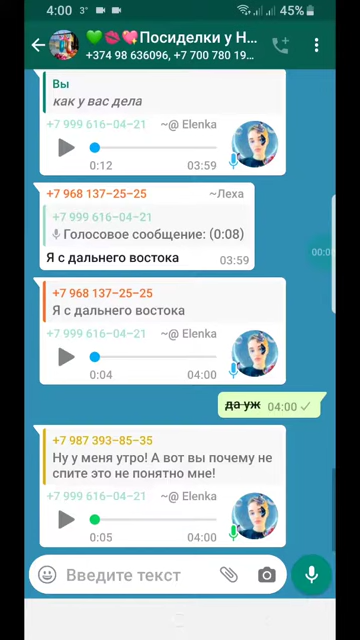 4:00 3° 45%
💚💋💖Посиделки у Н...
+374 98 636096, +7 700 780 19...
Вы
как у вас дела
+7 999 616-04-21 ~@ Elenka
0:12 03:59
+7 968 137-25-25 ~Леха
+7 999 616-04-21
Голосовое сообщение: (0:08)
Я с дальнего востока 03:59
+7 968 137-25-25
Я с дальнего востока
+7 999 616-04-21 ~@ Elenka
0:04 04:00
да уж 04:00
+7 987 393-85-35
Ну у меня утро! А вот вы почему не
спите это не понятно мне!
+7 999 616-04-21 ~@ Elenka
0:05 04:00
Введите текст